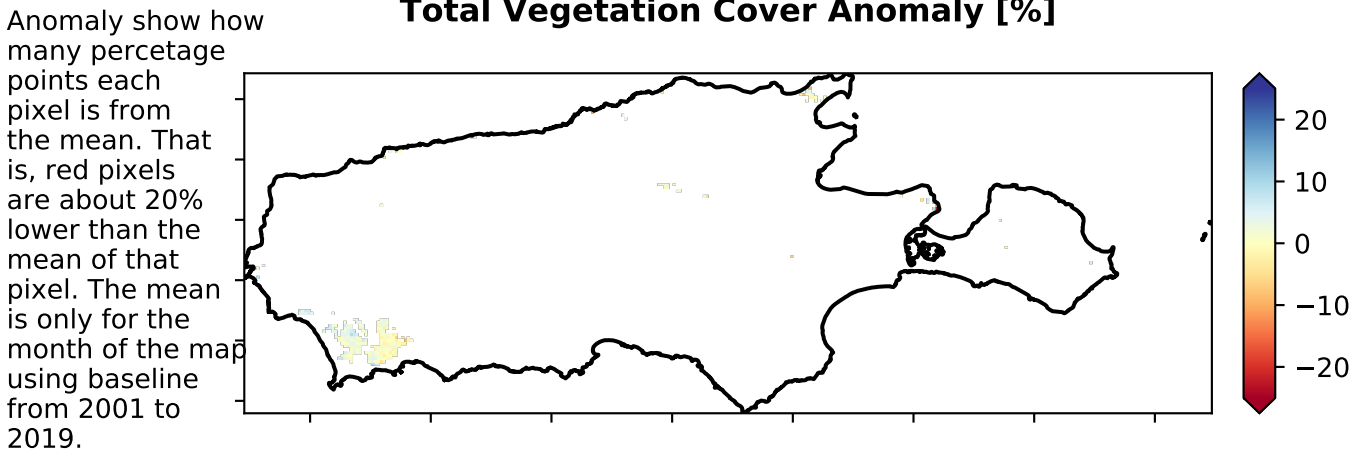 Total Vegetation Cover Anomaly [%]
Anomaly show how
many percetage
points each
pixel is from
the mean. That
is, red pixels
are about 20%
lower than the
mean of that
pixel. The mean
is only for the
month of the map
using baseline
from 2001 to
2019.
20
10
0
−10
−20